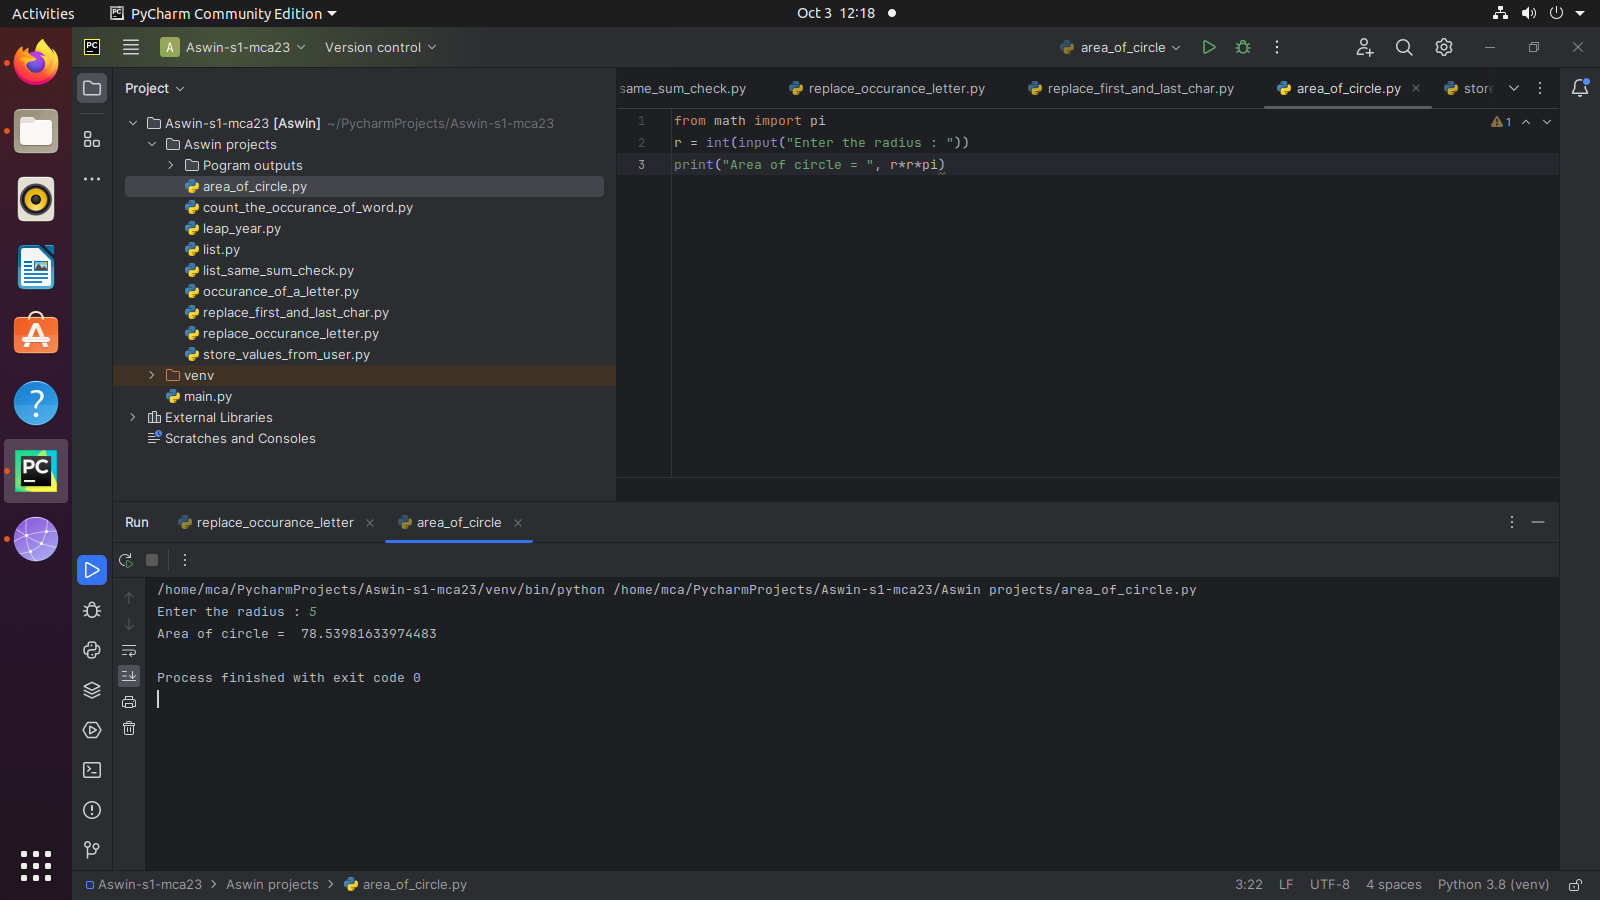 Activities PyCharm Community Edition Oct 3 12:18
PC A Aswin-s1-mca23 Version control area_of_circle
Project
same_sum_check.py replace_occurance_letter.py replace_first_and_last_char.py area_of_circle.py store
Aswin-s1-mca23 [Aswin] ~/PycharmProjects/Aswin-s1-mca23
Aswin projects
Pogram outputs
area_of_circle.py
count_the_occurance_of_word.py
leap_year.py
list.py
list_same_sum_check.py
occurance_of_a_letter.py
replace_first_and_last_char.py
replace_occurance_letter.py
store_values_from_user.py
venv
main.py
External Libraries
Scratches and Consoles
1 from math import pi 1
2 r = int(input("Enter the radius : "))
3 print("Area of circle = ", r*r*pi)
PC
Run replace_occurance_letter area_of_circle
/home/mca/PycharmProjects/Aswin-s1-mca23/venv/bin/python /home/mca/PycharmProjects/Aswin-s1-mca23/Aswin projects/area_of_circle.py
Enter the radius : 5
Area of circle =  78.53981633974483
Process finished with exit code 0
Aswin-s1-mca23 > Aswin projects > area_of_circle.py 3:22 LF UTF-8 4 spaces Python 3.8 (venv)